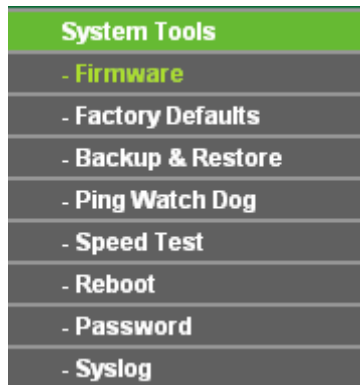 System Tools
- Firmware
- Factory Defaults
- Backup & Restore
- Ping Watch Dog
- Speed Test
- Reboot
- Password
- Syslog